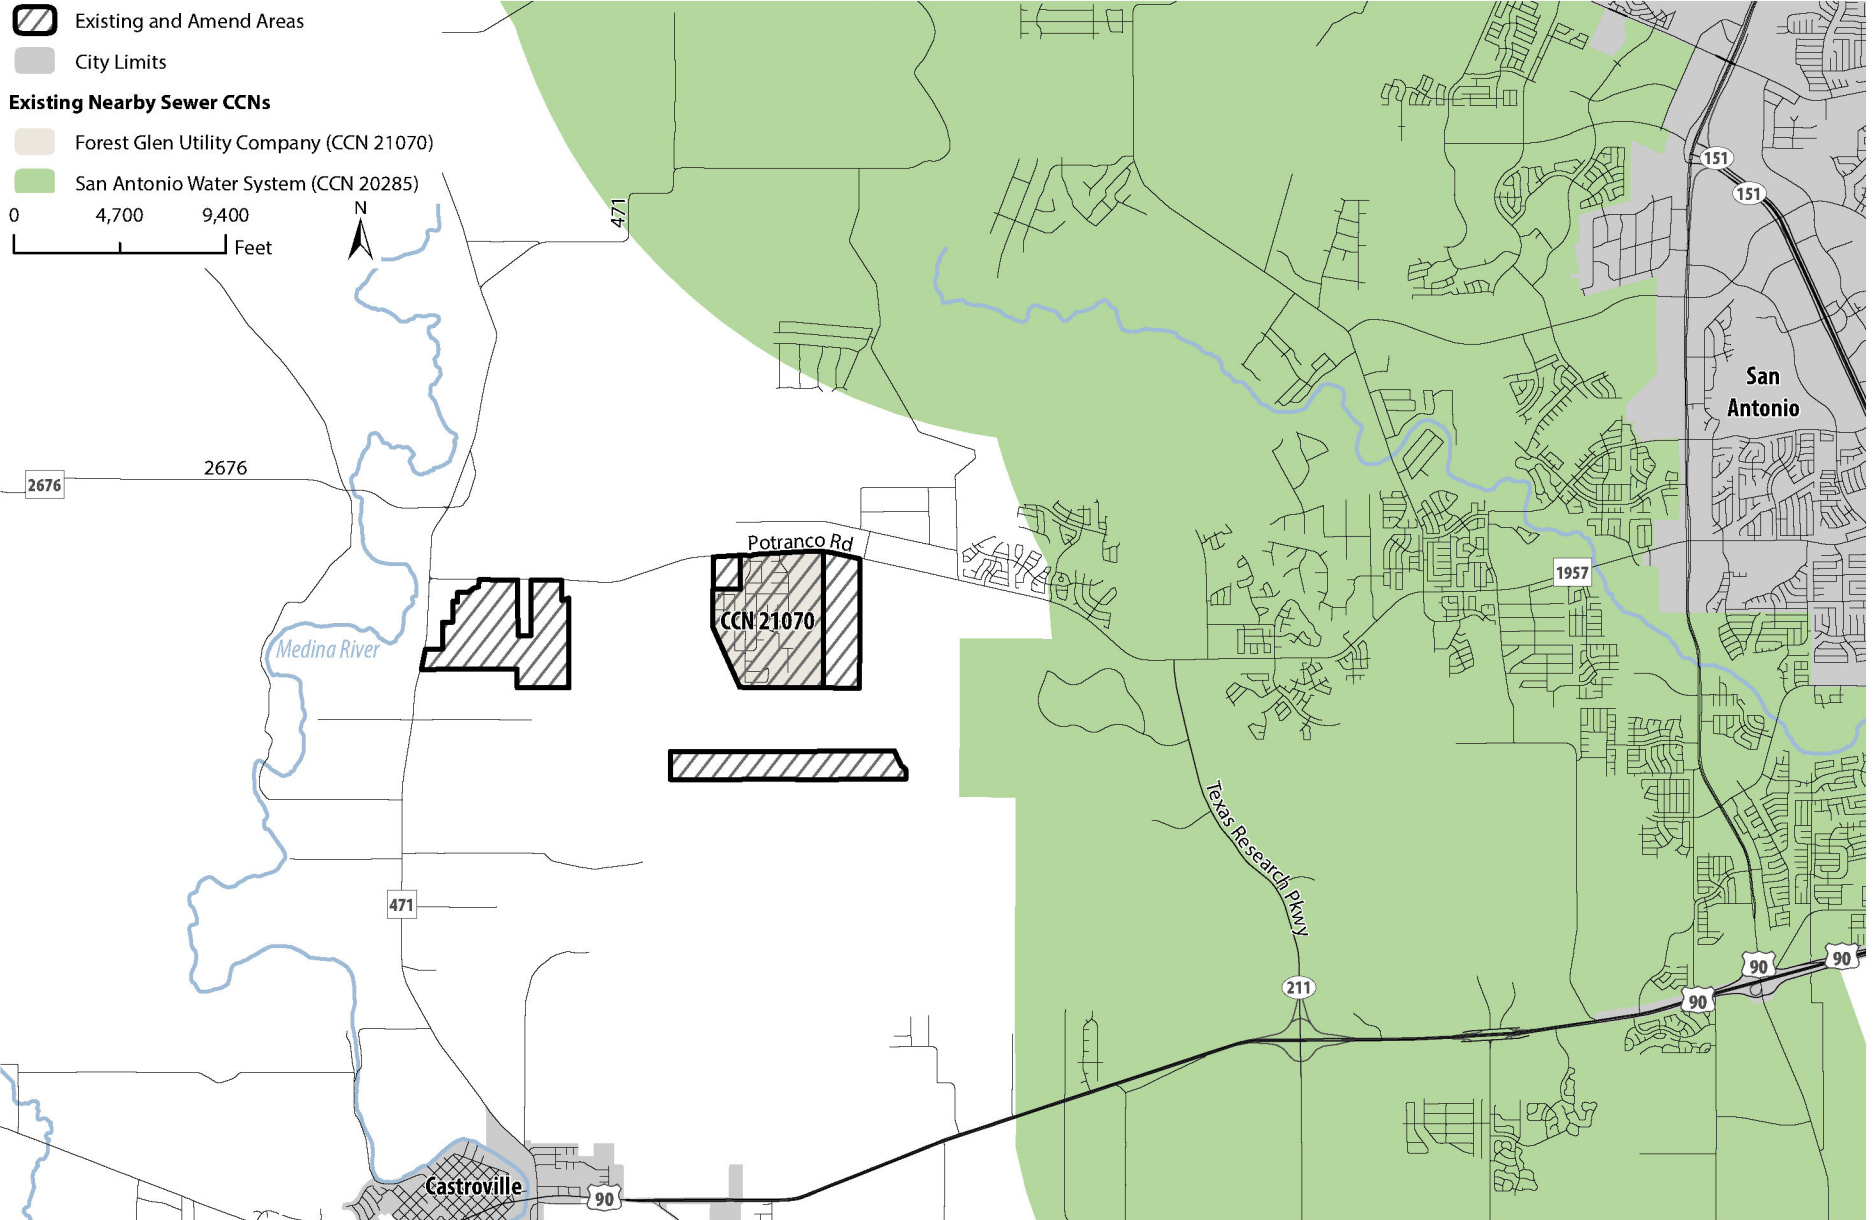 Existing and Amend Areas
City Limits
Existing Nearby Sewer CCNs
Forest Glen Utility Company (CCN 21070)
San Antonio Water System (CCN 20285)
0 4,700 9,400
Feet
N
471
151
151
San
Antonio
2676
2676
Potranco Rd
1957
CCN 21070
Medina River
Texas Research Pkwy
471
90
90
211
90
Castroville
90